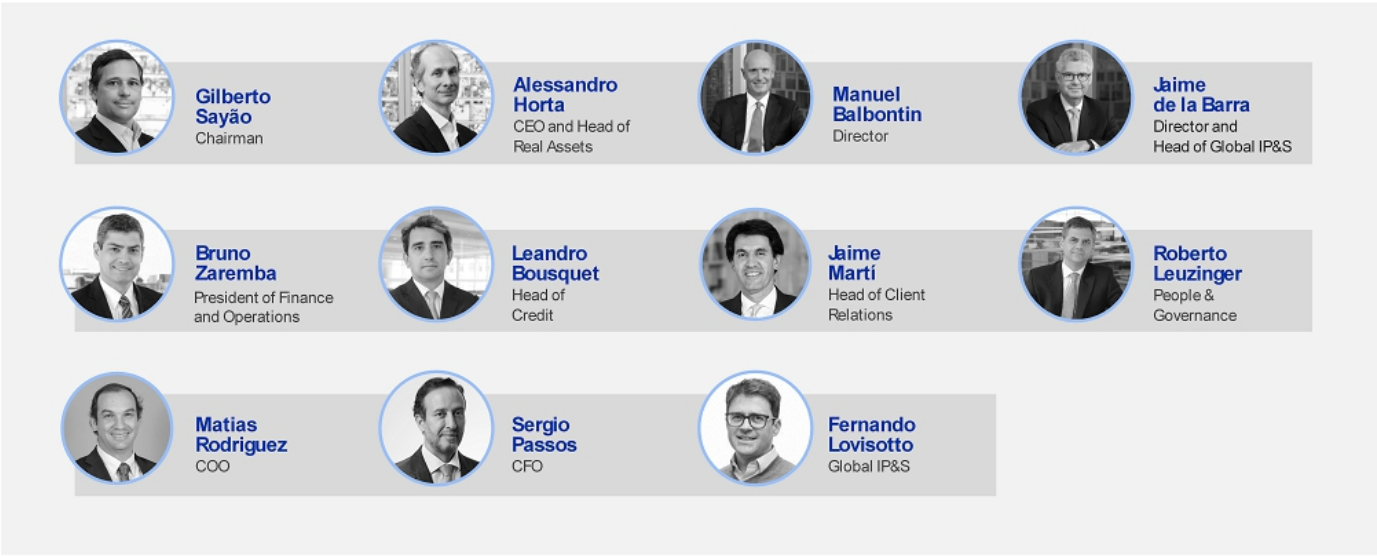 Gilberto
Sayão
Chairman
Alessandro
Horta
CEO and Head of
Real Assets
Manuel
Balbontin
Director
Jaime
de la Barra
Director and
Head of Global IP&S
Bruno
Zaremba
President of Finance
and Operations
Leandro
Bousquet
Head of
Credit
Jaime
Martí
Head of Client
Relations
Roberto
Leuzinger
People &
Governance
Matias
Rodriguez
COO
Sergio
Passos
CFO
Fernando
Lovisotto
Global IP&S